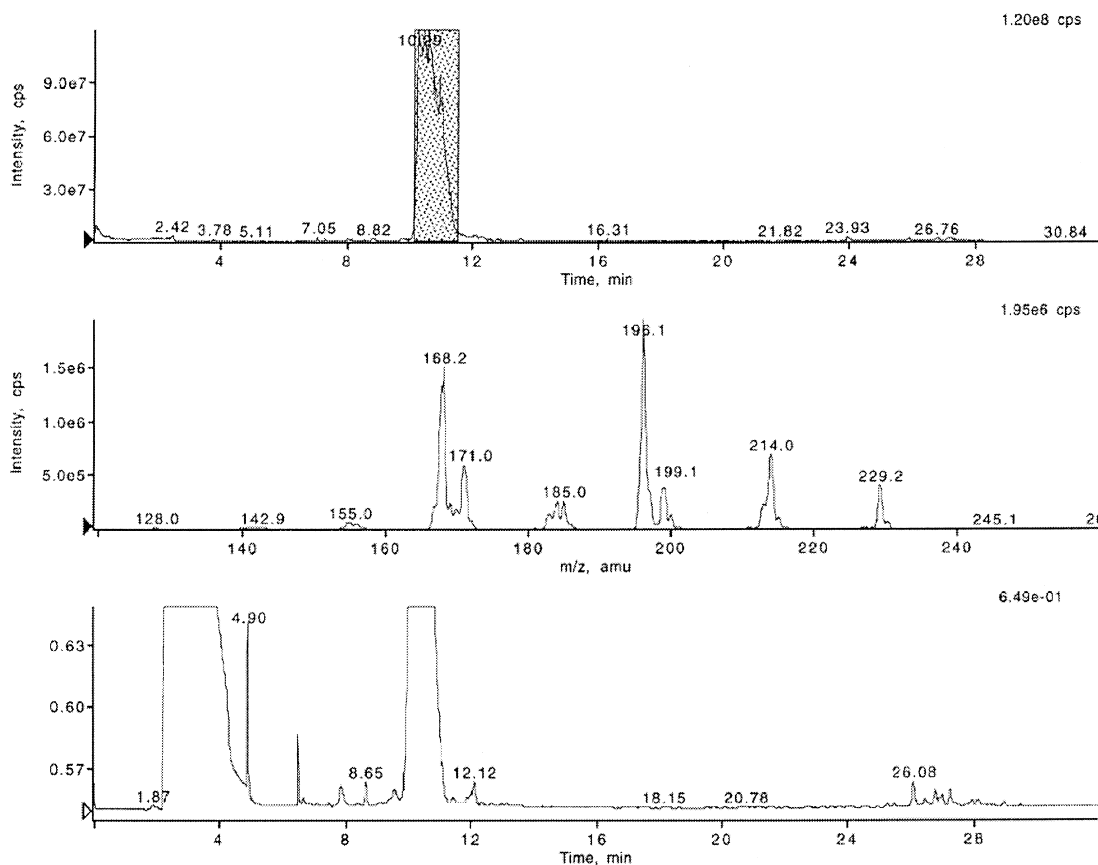 1.20e8 cps
10.29
9.0e7
6.0e7
3.0e7
Intensity, cps
2.42 3.78 5.11 7.05 8.82 16.31 21.82 23.93 26.76 30.84
4 8 12 16 20 24 28
Time, min
1.95e6 cps
196.1
168.2
1.5e6
1.0e6
5.0e5
Intensity, cps
171.0 185.0 199.1 214.0 229.2
128.0 142.9 155.0 245.1
140 160 180 200 220 240
m/z, amu
6.49e-01
4.90
0.63
0.60
0.57
1.87 8.65 12.12 18.15 20.78 26.08
4 8 12 16 20 24 28
Time, min